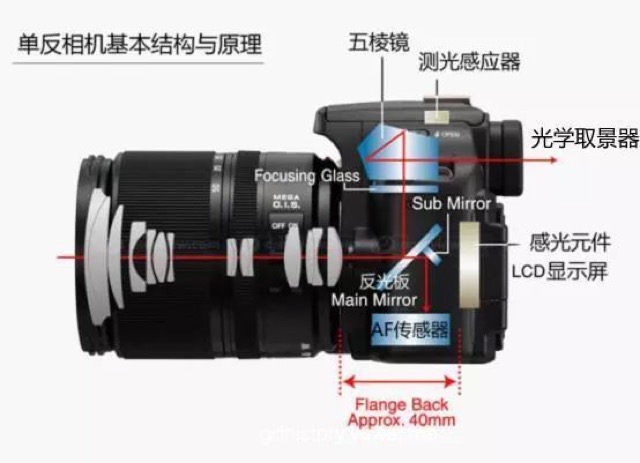 单反相机基本结构与原理
五棱镜
测光感应器
OPEN
光学取景器
Focusing Glass
Sub Mirror
MEGA
O.I.S.
OFF ON
感光元件
LCD显示屏
反光板
Main Mirror
AF传感器
Flange Back
Approx. 40mm